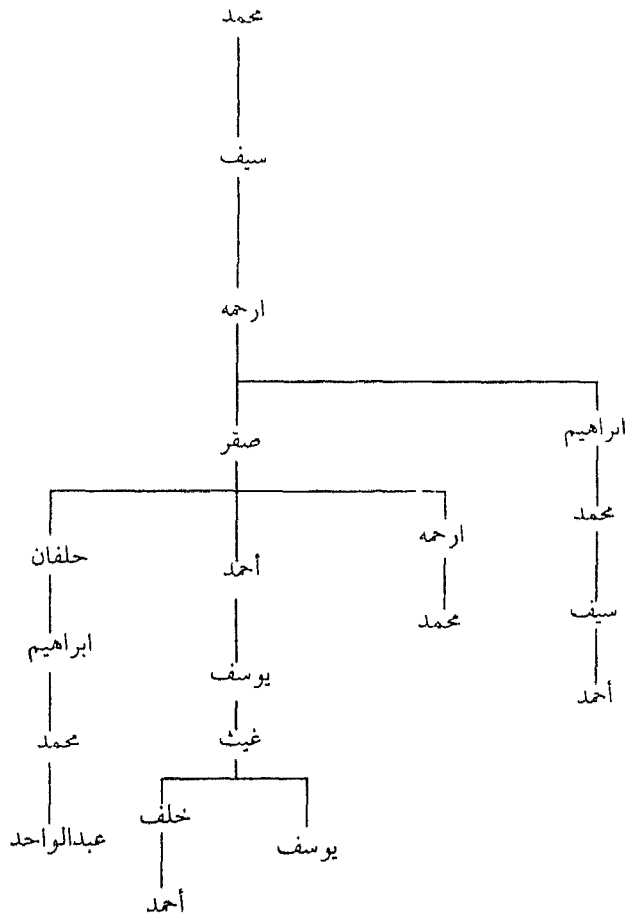 محمد
سيف
ارحمه
ابراهيم
صقر
محمد
ارحمه
أحمد
حلفان
سيف
محمد
ابراهيم
يوسف
أحمد
غيث
محمد
خلف
يوسف
عبدالواحد
أحمد